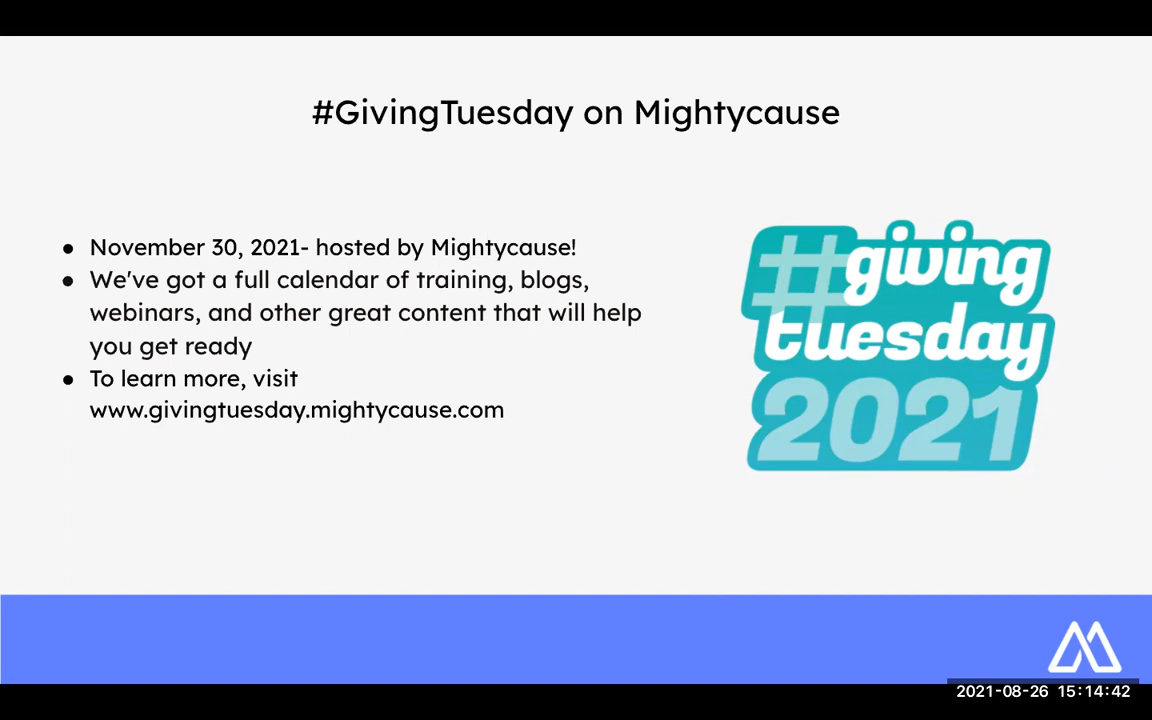 #GivingTuesday on Mightycause
● November 30, 2021- hosted by Mightycause!
● We've got a full calendar of training, blogs,
webinars, and other great content that will help
you get ready
● To learn more, visit
www.givingtuesday.mightycause.com
#giving
tuesday
2021
2021-08-26 15:14:42